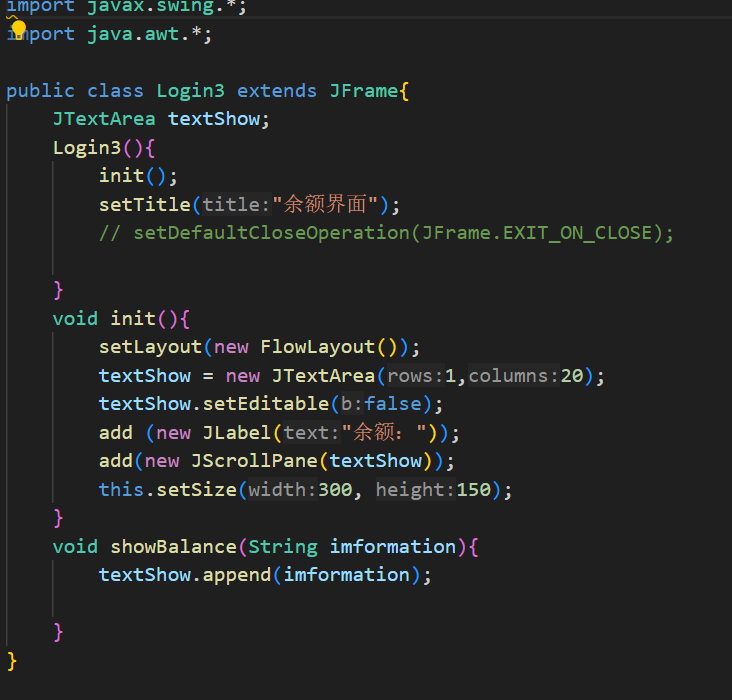 import javax.swing.*;
import java.awt.*;
public class Login3 extends JFrame{
JTextArea textShow;
Login3(){
init();
setTitle(title:"余额界面");
// setDefaultCloseOperation(JFrame.EXIT_ON_CLOSE);
}
void init(){
setLayout(new FlowLayout());
textShow = new JTextArea(rows:1,columns:20);
textShow.setEditable(b:false);
add (new JLabel(text:"余额："));
add(new JScrollPane(textShow));
this.setSize(width:300, height:150);
}
void showBalance(String imformation){
textShow.append(imformation);
}
}